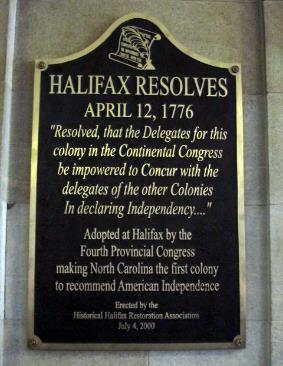 HALIFAX RESOLVES
APRIL 12, 1776
"Resolved, that the Delegates for this
colony in the Continental Congress
be impowered to Concur with the
delegates of the other Colonies
In declaring Independency...."
Adopted at Halifax by the
Fourth Provincial Congress
making North Carolina the first colony
to recommend American Independence
Erected by the
Historical Halifax Restoration Association
July 4, 2000